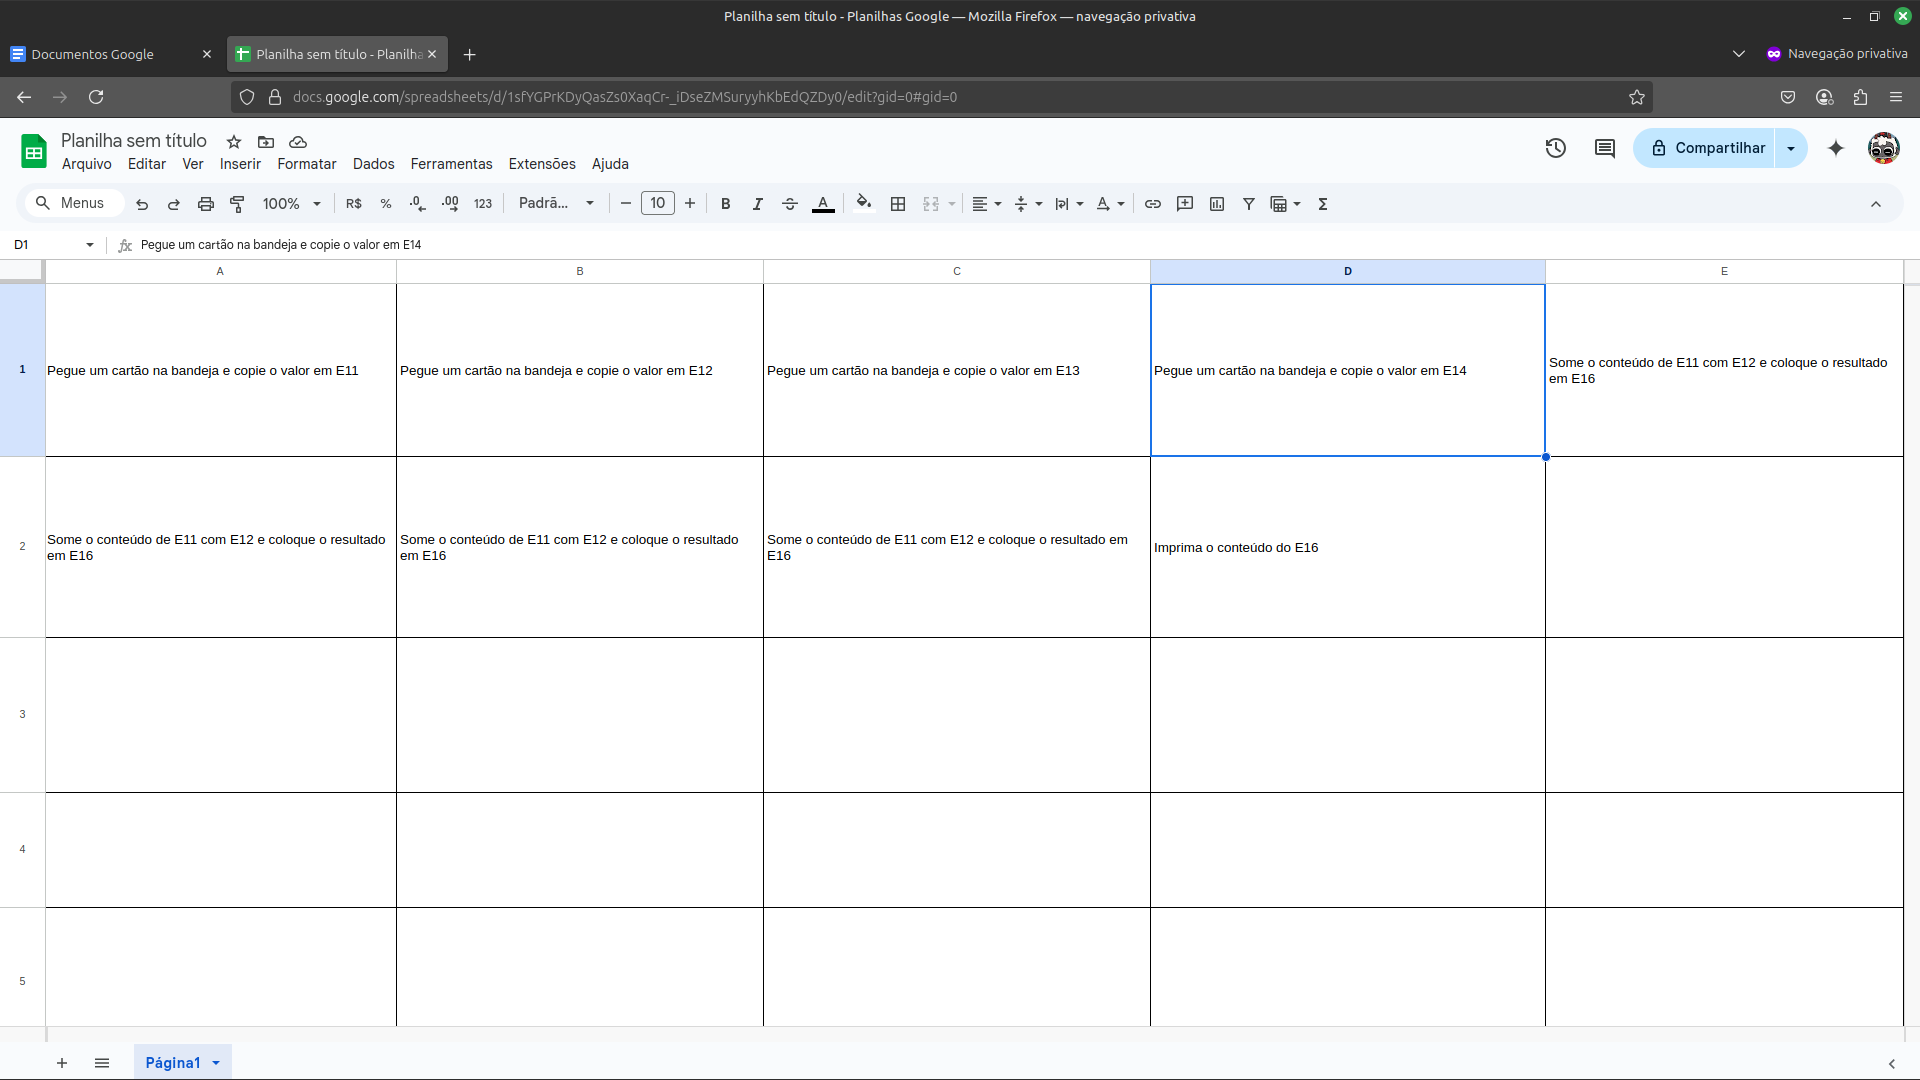 Planilha sem título - Planilhas Google — Mozilla Firefox — navegação privativa
Documentos Google
Planilha sem título - Planilha
Navegação privativa
docs.google.com/spreadsheets/d/1sfYGPrKDyQasZs0XaqCr-_iDseZMSuryyhKbEdQZDy0/edit?gid=0#gid=0
Planilha sem título
Arquivo Editar Ver Inserir Formatar Dados Extensões Ferramentas Ajuda
Compartilhar
Menus 100% R$ % .0 .00 123 Padrã... 10 B I A
D1 fx Pegue um cartão na bandeja e copie o valor em E14
A B C D E
1
Pegue um cartão na bandeja e copie o valor em E11
Pegue um cartão na bandeja e copie o valor em E12
Pegue um cartão na bandeja e copie o valor em E13
Pegue um cartão na bandeja e copie o valor em E14
Some o conteúdo de E11 com E12 e coloque o resultado
em E16
2
Some o conteúdo de E11 com E12 e coloque o resultado
em E16
Some o conteúdo de E11 com E12 e coloque o resultado
em E16
Some o conteúdo de E11 com E12 e coloque o resultado em
E16
Imprima o conteúdo do E16
3
4
5
Página1